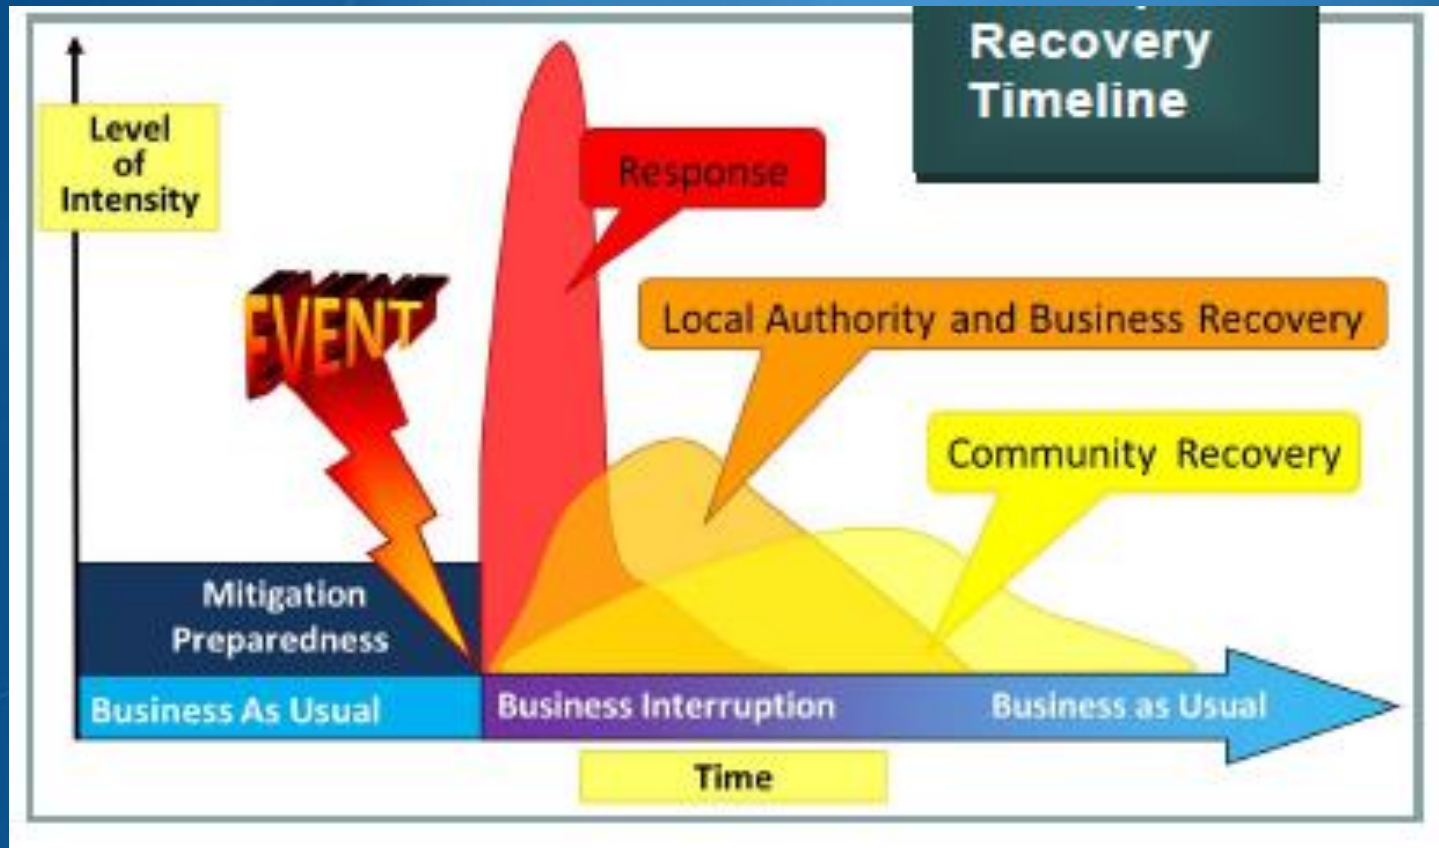 Recovery
Timeline
Level
of
Intensity
Response
EVENT
Local Authority and Business Recovery
Community Recovery
Mitigation
Preparedness
Business As Usual
Business Interruption
Business as Usual
Time